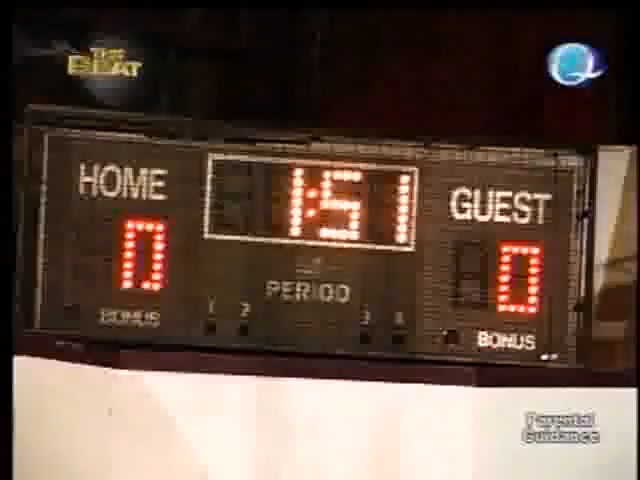 THE
BEAT
Q
HOME
1:51
GUEST
0
0
PERIOD
1 2 3 4
BONUS
BONUS
Parental
Guidance